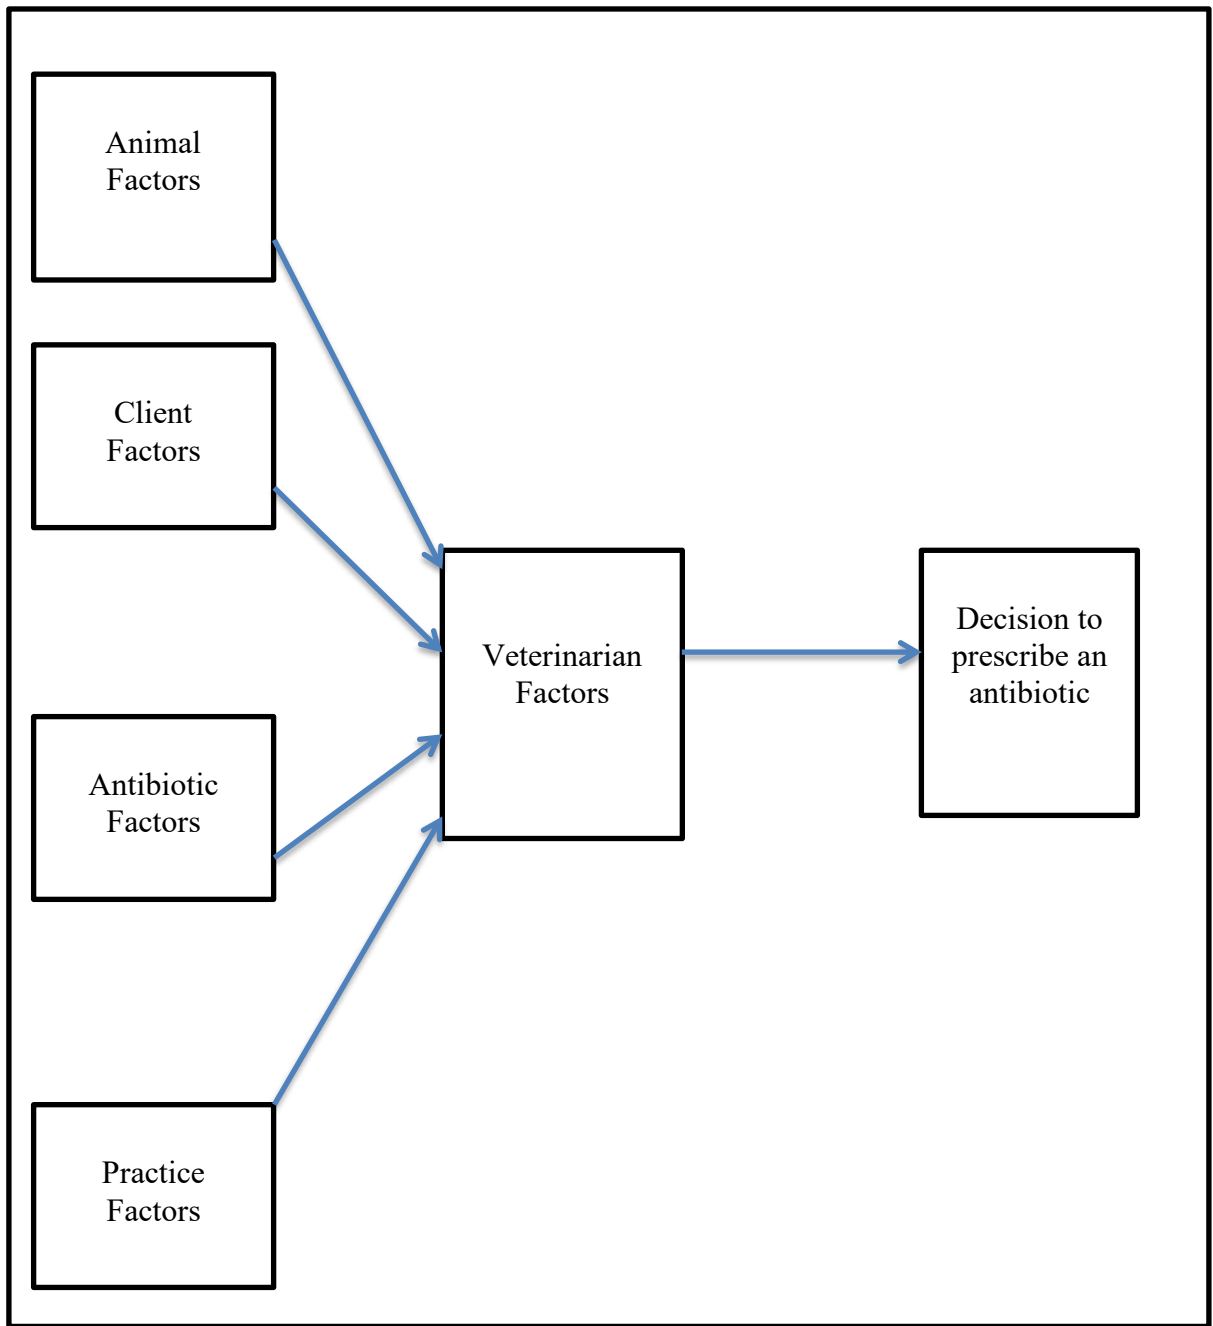 Animal
Factors
Client
Factors
Antibiotic
Factors
Practice
Factors
Veterinarian
Factors
Decision to
prescribe an
antibiotic